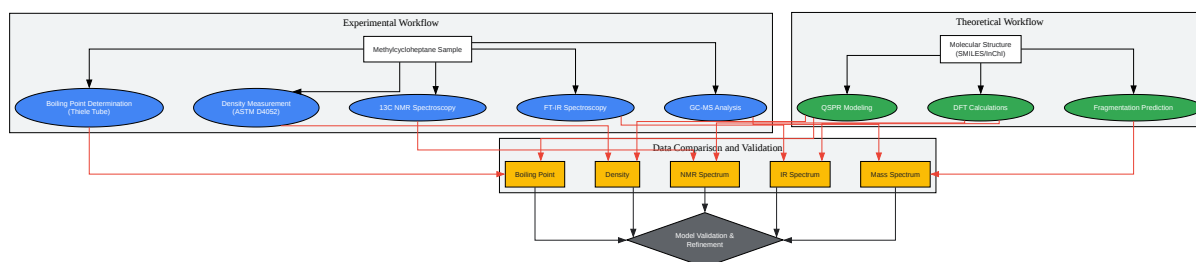 Experimental Workflow
Theoretical Workflow
Methylcycloheptane Sample
Molecular Structure
(SMILES/InChI)
Boiling Point Determination
(Thiele Tube)
Density Measurement
(ASTM D4052)
13C NMR Spectroscopy
FT-IR Spectroscopy
GC-MS Analysis
QSPR Modeling
DFT Calculations
Fragmentation Prediction
Data Comparison and Validation
Boiling Point
Density
NMR Spectrum
IR Spectrum
Mass Spectrum
Model Validation &
Refinement